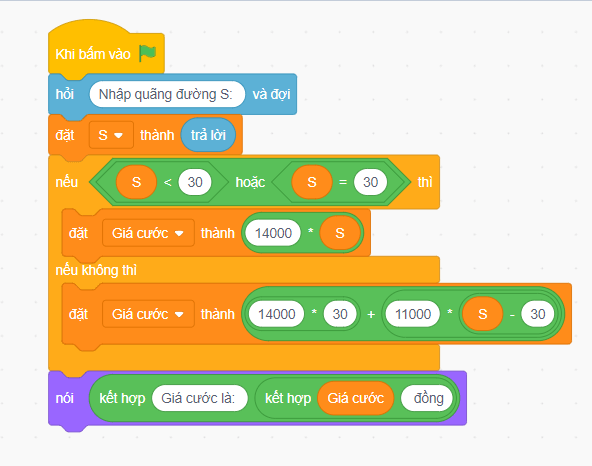 Khi bấm vào
hỏi Nhập quãng đường S: và đợi
đặt S thành trả lời
nếu S < 30 hoặc S = 30 thì
đặt Giá cước thành 14000 * S
nếu không thì
đặt Giá cước thành 14000 * 30 + 11000 * S - 30
nói kết hợp Giá cước là: kết hợp Giá cước đồng